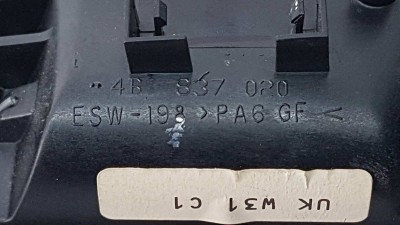 4B 837 020
ESW-198 >PA6 GF<
UK W31 C1